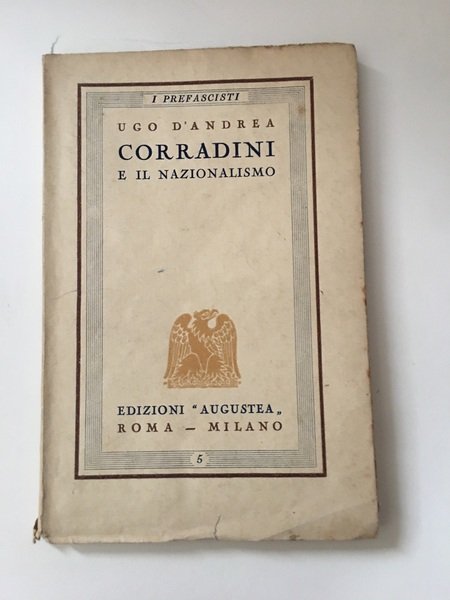 I PREFASCISTI
UGO D'ANDREA
CORRADINI
E IL NAZIONALISMO
EDIZIONI "AUGUSTEA„
ROMA — MILANO
5